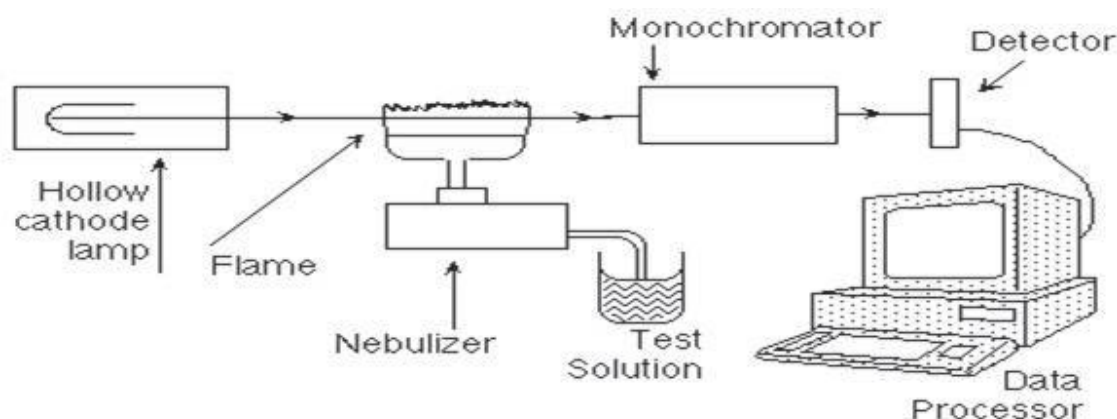 Monochromator
Detector
Hollow
cathode
lamp
Flame
Nebulizer
Test
Solution
Data
Processor